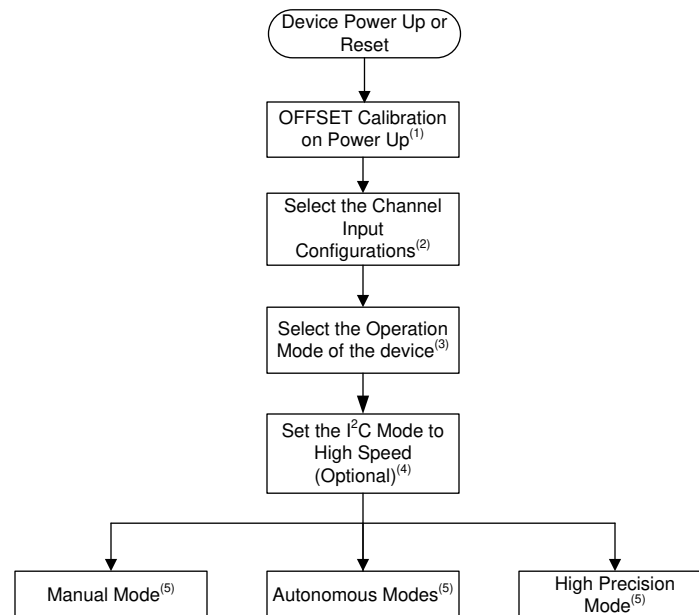 Device Power Up or
Reset
OFFSET Calibration
on Power Up(1)
Select the Channel
Input
Configurations(2)
Select the Operation
Mode of the device(3)
Set the I2C Mode to
High Speed
(Optional)(4)
Manual Mode(5)
Autonomous Modes(5)
High Precision
Mode(5)